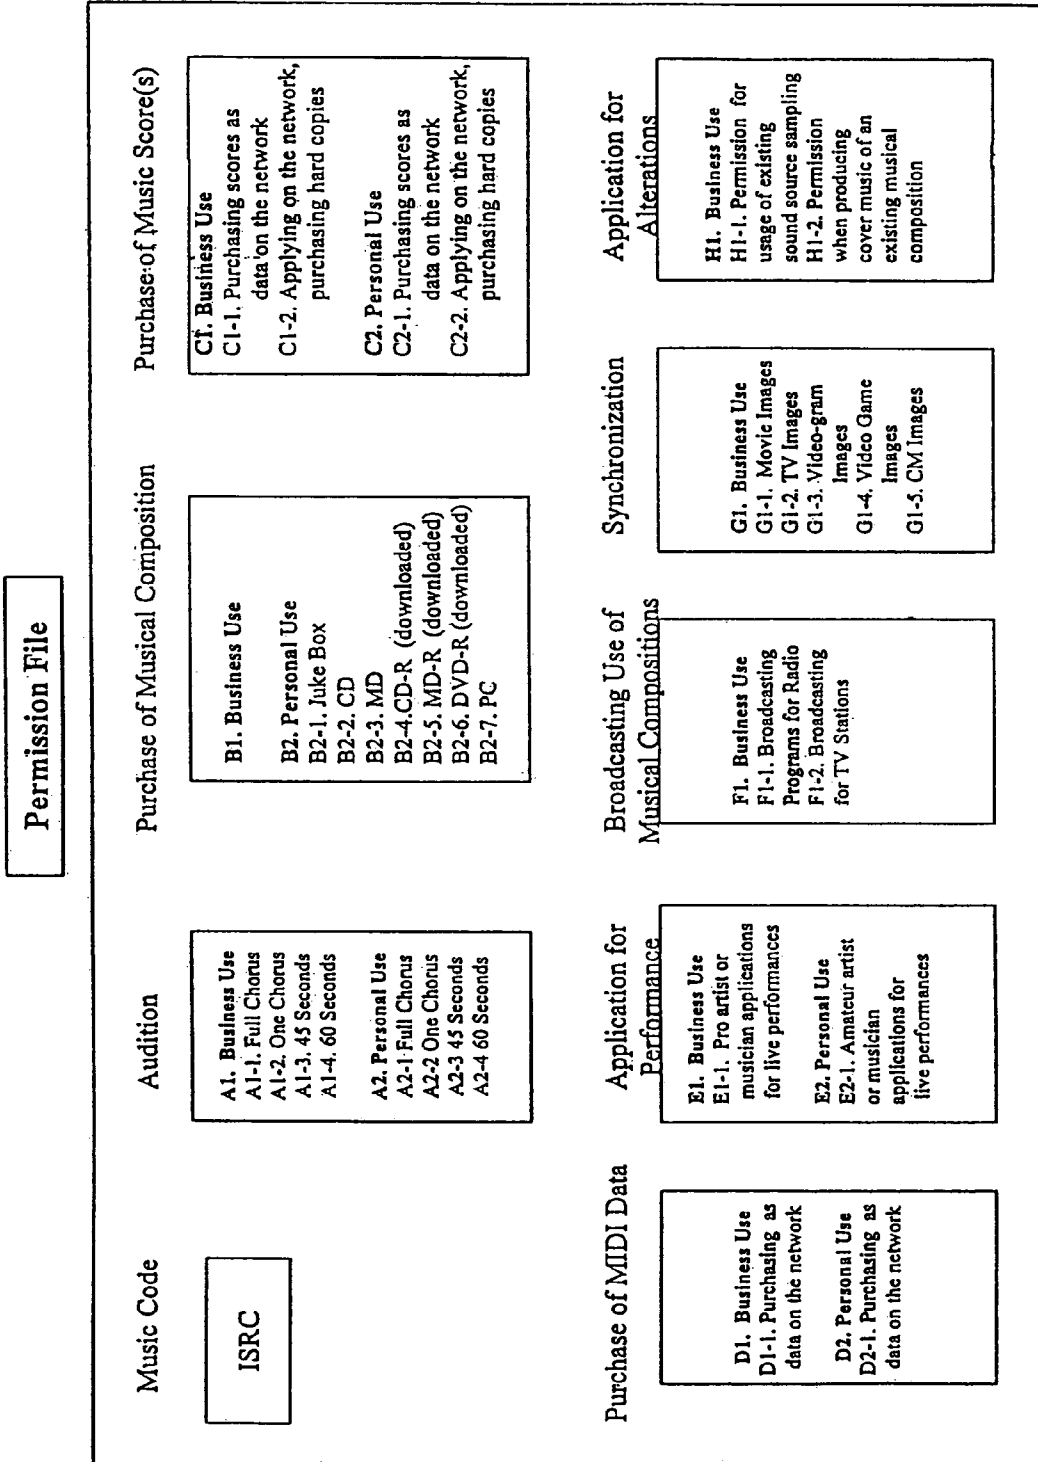 Permission File
Music Code
ISRC
Audition
A1. Business Use
A1-1. Full Chorus
A1-2. One Chorus
A1-3. 45 Seconds
A1-4. 60 Seconds
A2. Personal Use
A2-1 Full Chorus
A2-2 One Chorus
A2-3 45 Seconds
A2-4 60 Seconds
Purchase of Musical Composition
B1. Business Use
B2. Personal Use
B2-1. Juke Box
B2-2. CD
B2-3. MD
B2-4.CD-R (downloaded)
B2-5. MD-R (downloaded)
B2-6. DVD-R (downloaded)
B2-7. PC
Purchase of Music Score(s)
C1. Business Use
C1-1. Purchasing scores as
data on the network
C1-2. Applying on the network,
purchasing hard copies
C2. Personal Use
C2-1. Purchasing scores as
data on the network
C2-2. Applying on the network,
purchasing hard copies
Purchase of MIDI Data
D1. Business Use
D1-1. Purchasing as
data on the network
D2. Personal Use
D2-1. Purchasing as
data on the network
Application for
Performance
E1. Business Use
E1-1. Pro artist or
musician applications
for live performances
E2. Personal Use
E2-1. Amateur artist
or musician
applications for
live performances
Broadcasting Use of
Musical Compositions
F1. Business Use
F1-1. Broadcasting
Programs for Radio
F1-2. Broadcasting
for TV Stations
Synchronization
G1. Business Use
G1-1. Movie Images
G1-2. TV Images
G1-3. Video-gram
Images
G1-4. Video Game
Images
G1-5. CM Images
Application for
Alterations
H1. Business Use
H1-1. Permission for
usage of existing
sound source sampling
H1-2. Permission
when producing
cover music of an
existing musical
composition